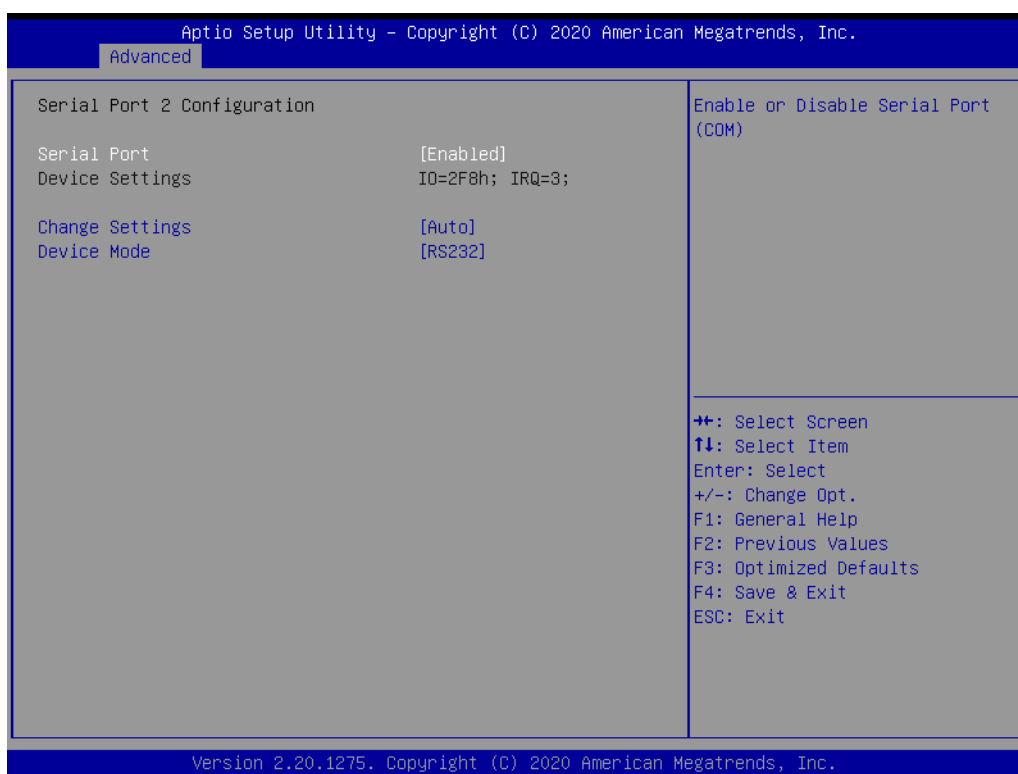 Aptio Setup Utility – Copyright (C) 2020 American Megatrends, Inc.
Advanced
Serial Port 2 Configuration
Serial Port [Enabled]
Device Settings IO=2F8h; IRQ=3;
Change Settings [Auto]
Device Mode [RS232]
Enable or Disable Serial Port
(COM)
→←: Select Screen
↑↓: Select Item
Enter: Select
+/-: Change Opt.
F1: General Help
F2: Previous Values
F3: Optimized Defaults
F4: Save & Exit
ESC: Exit
Version 2.20.1275. Copyright (C) 2020 American Megatrends, Inc.